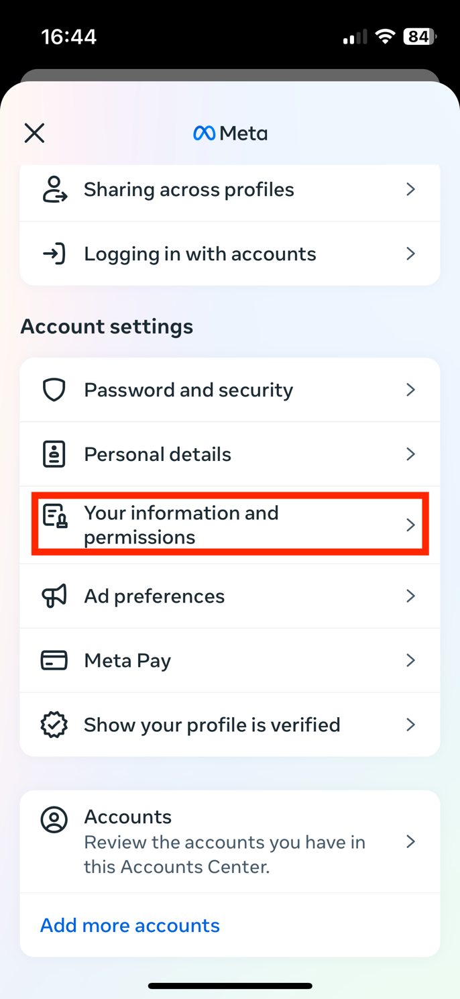 16:44
84
Meta
Sharing across profiles
Logging in with accounts
Account settings
Password and security
Personal details
Your information and
permissions
Ad preferences
Meta Pay
Show your profile is verified
Accounts
Review the accounts you have in
this Accounts Center.
Add more accounts